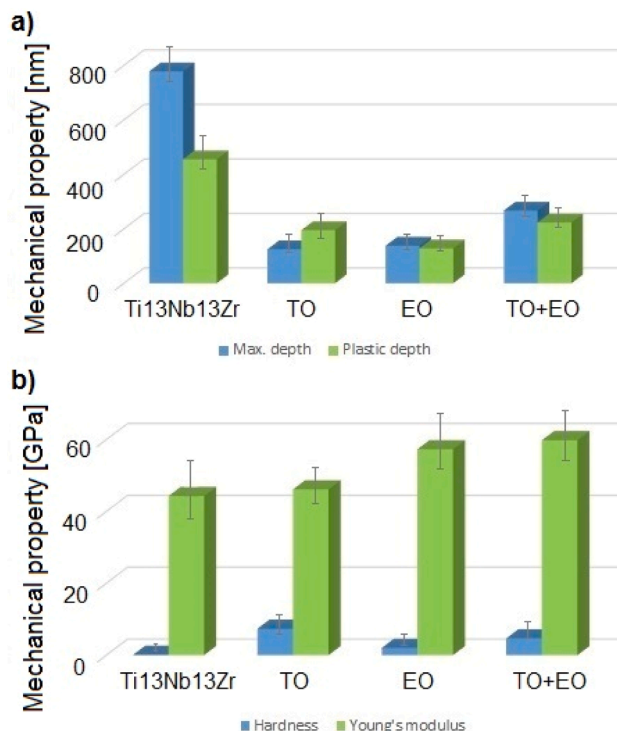 a)
Mechanical property [nm]
800
600
400
200
0
Ti13Nb13Zr TO EO TO+EO
Max. depth Plastic depth
b)
Mechanical property [GPa]
60
40
20
0
Ti13Nb13Zr TO EO TO+EO
Hardness Young's modulus